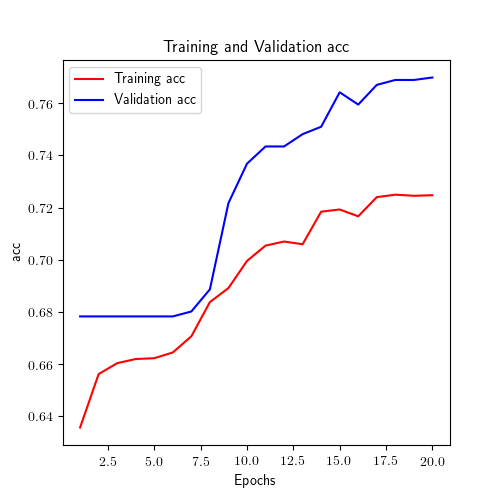 Training and Validation acc
Training acc
Validation acc
0.76
0.74
0.72
0.70
0.68
0.66
0.64
acc
2.5 5.0 7.5 10.0 12.5 15.0 17.5 20.0
Epochs